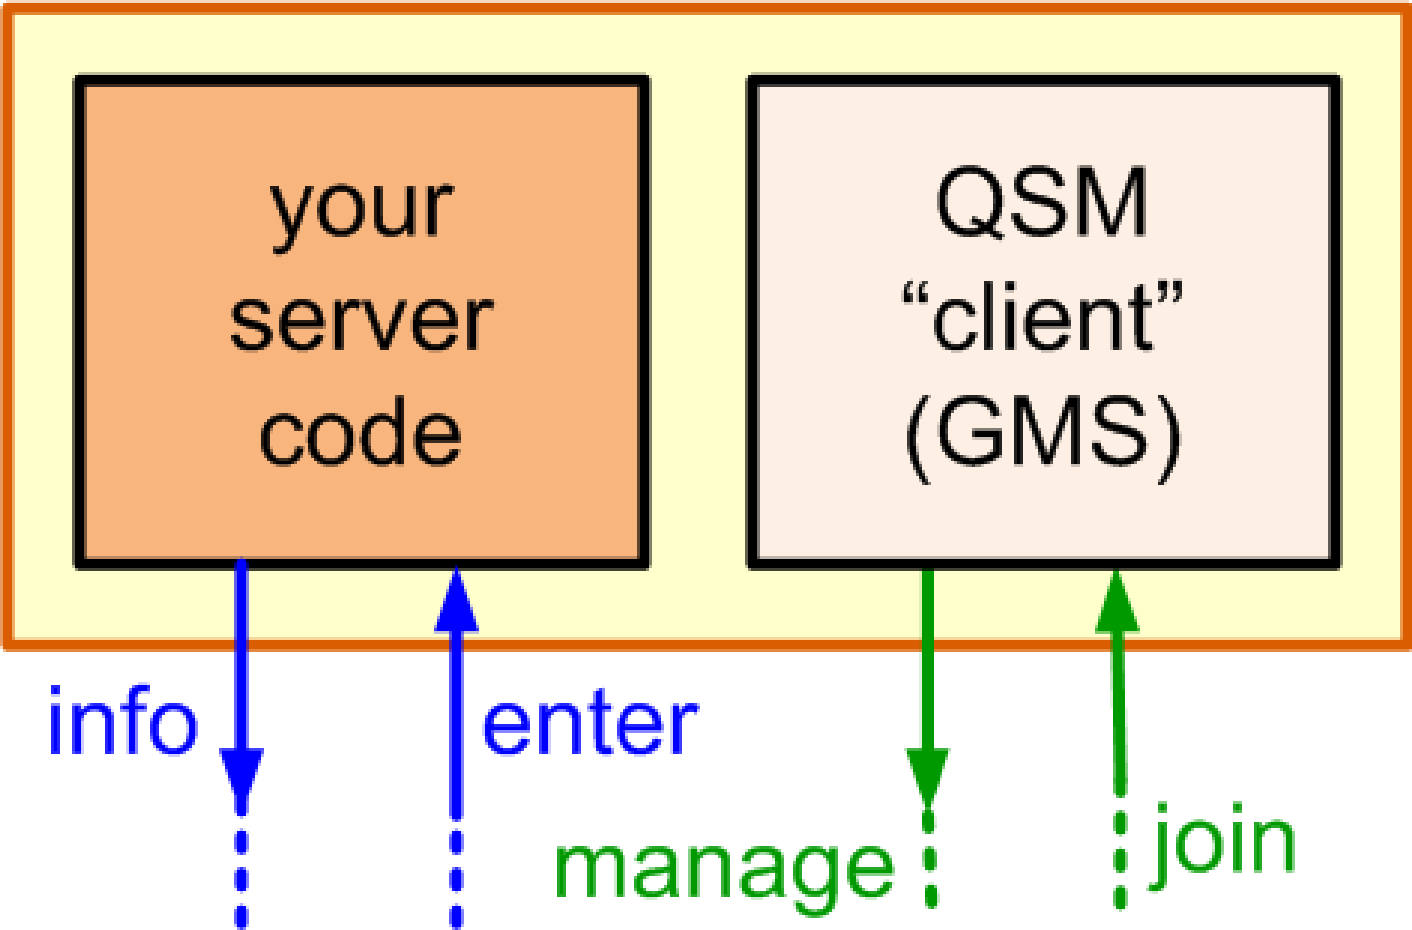 your
server
code
QSM
“client”
(GMS)
info
enter
manage
join